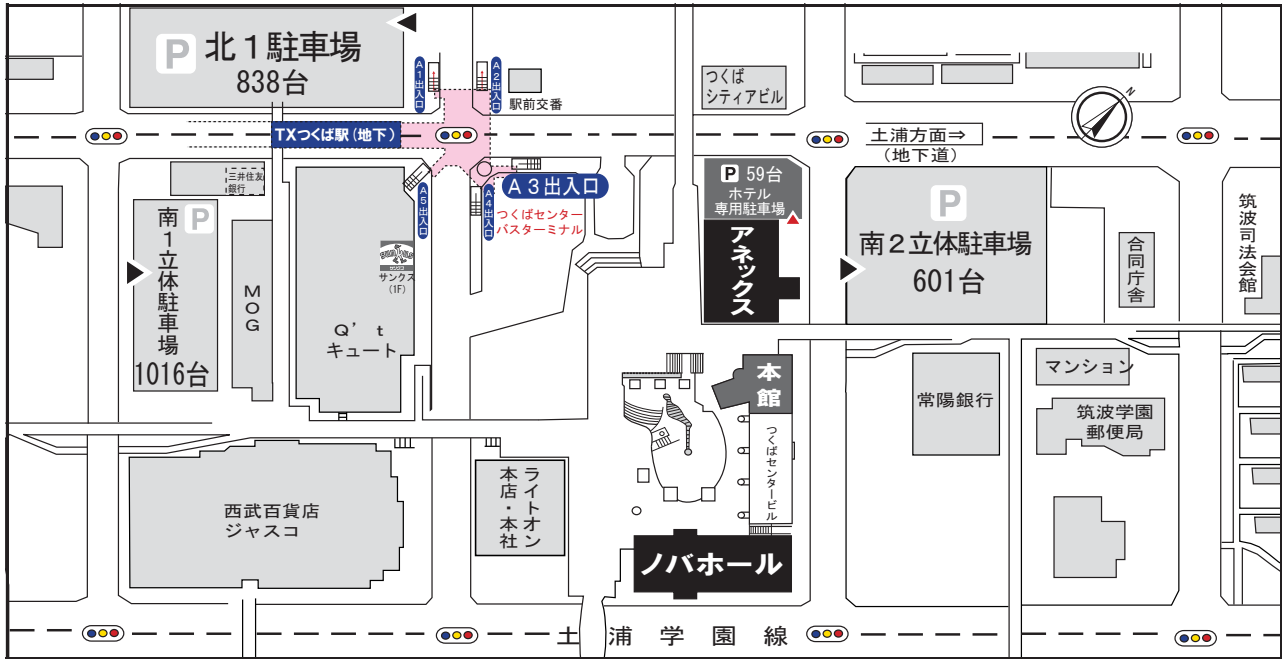 P 北1駐車場
838台
A1出入口
A2出入口
駅前交番
つくば
シティアビル
N
TXつくば駅(地下)
土浦方面⇒
(地下道)
三井住友
銀行
A5出入口
A4出入口
A3出入口
つくばセンター
バスターミナル
P 59台
ホテル
専用駐車場
アネックス
P
南2立体駐車場
601台
合同庁舎
筑波司法会館
P
南1立体駐車場
1016台
MOG
サンクス
(1F)
Q't
キュート
本館
つくばセンタービル
常陽銀行
マンション
筑波学園
郵便局
西武百貨店
ジャスコ
ライトオン
本店・本社
ノバホール
土浦学園線